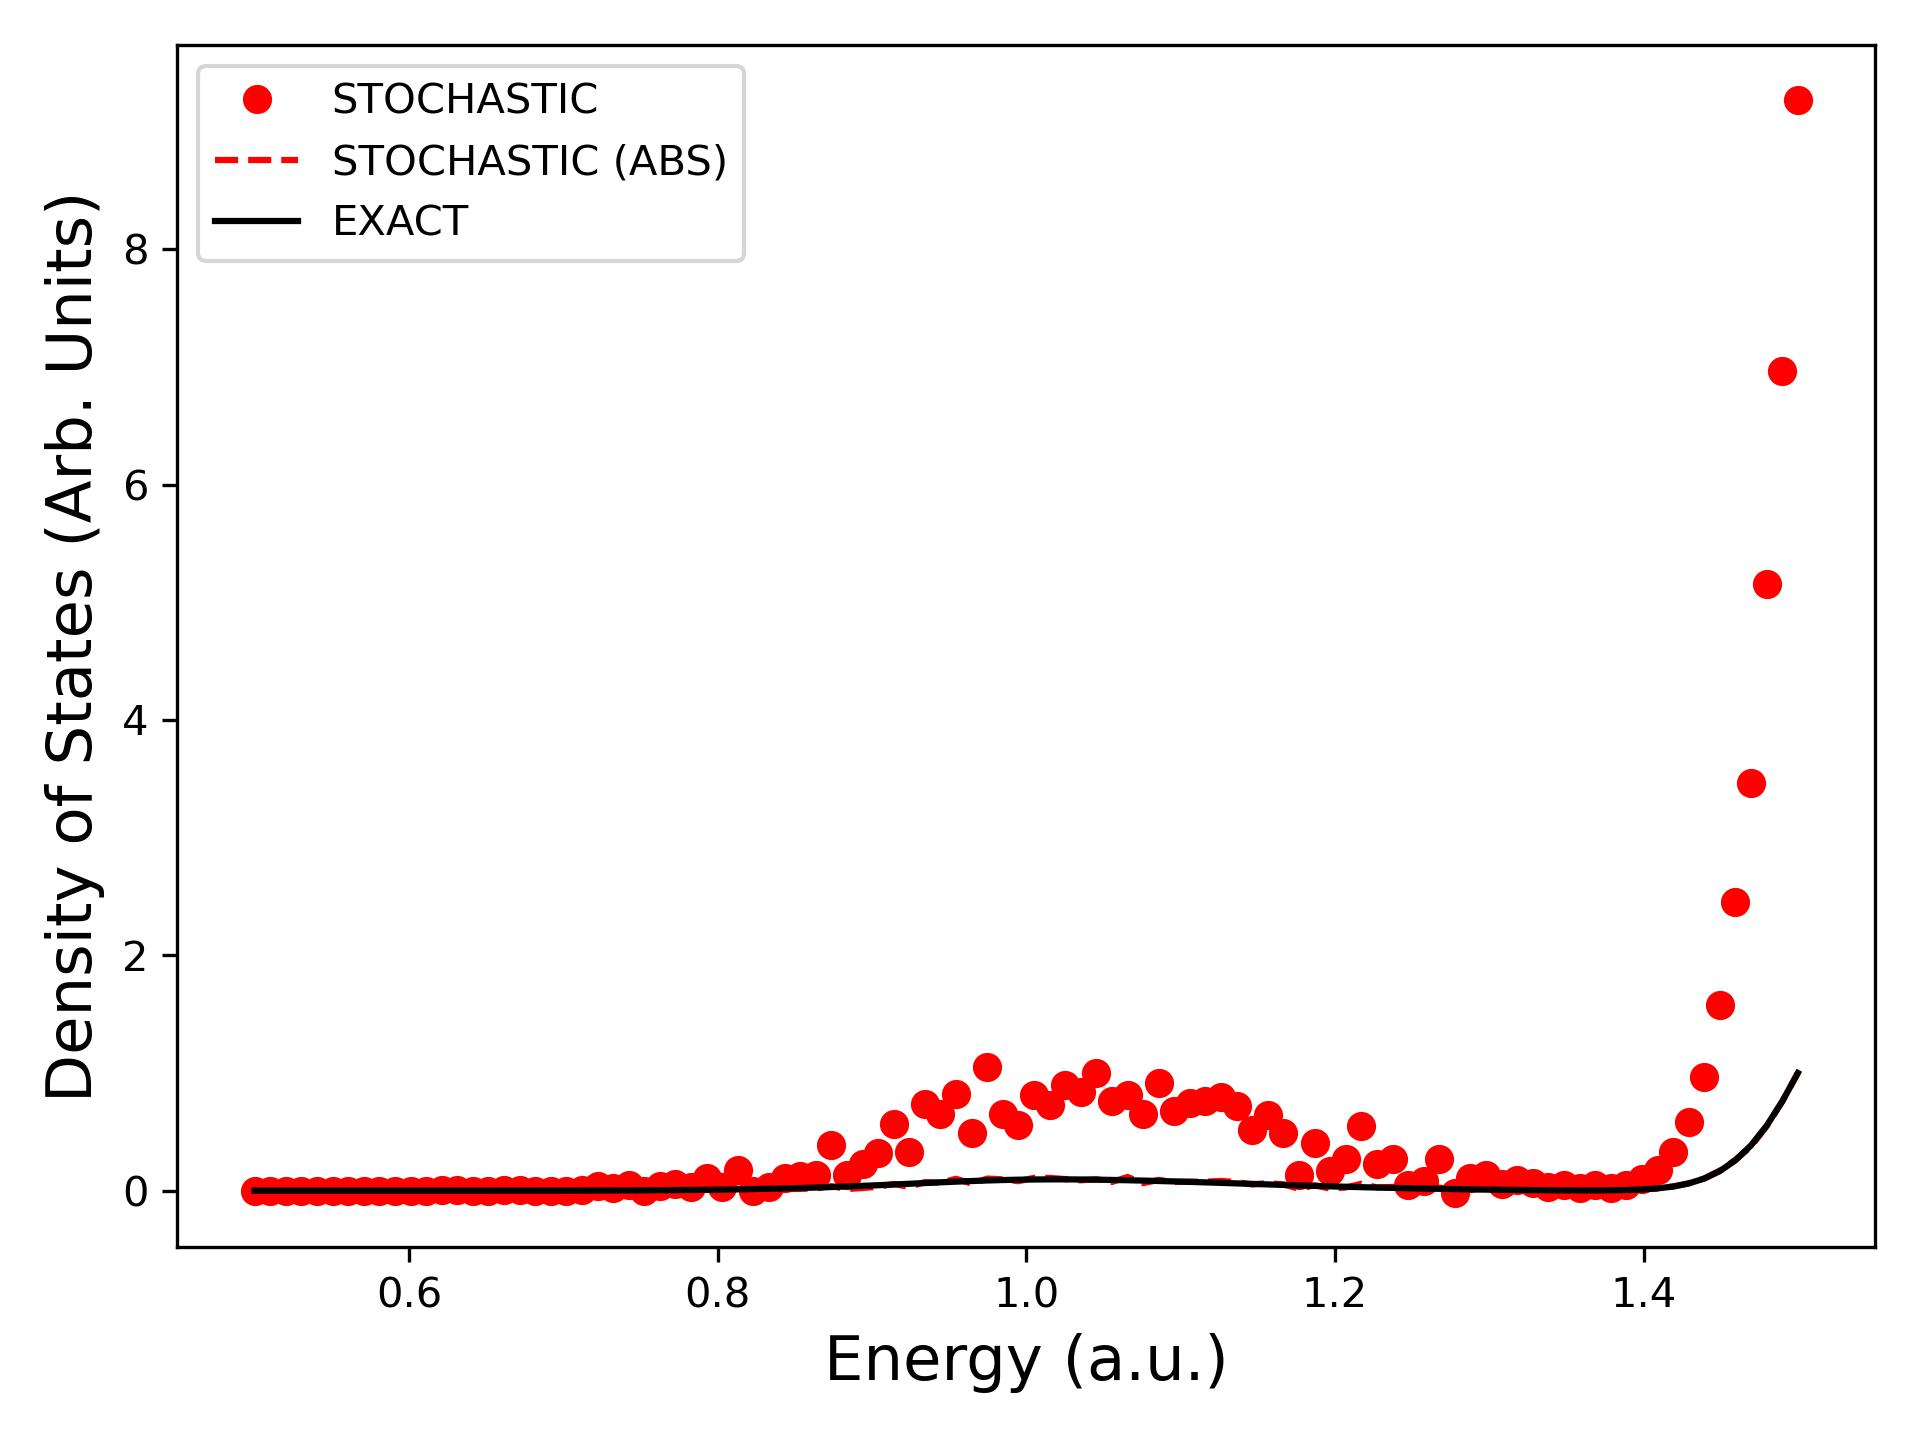 STOCHASTIC
STOCHASTIC (ABS)
EXACT
Density of States (Arb. Units)
8
6
4
2
0
0.6 0.8 1.0 1.2 1.4
Energy (a.u.)